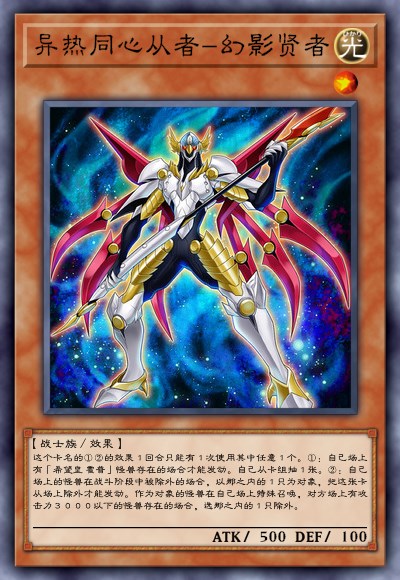 异热同心从者-幻影贤者
光
【战士族／效果】
这个卡名的①②的效果1回合只能有1次使用其中任意1个。①：自己场上
有「希望皇 霍普」怪兽存在的场合才能发动。自己从卡组抽1张。②：自己场
上的怪兽在战斗阶段中被除外的场合，以那之内的1只为对象，把这张卡
从场上除外才能发动。作为对象的怪兽在自己场上特殊召唤，对方场上有攻
击力3000以下的怪兽存在的场合，选那之内的1只除外。
ATK/ 500 DEF/ 100